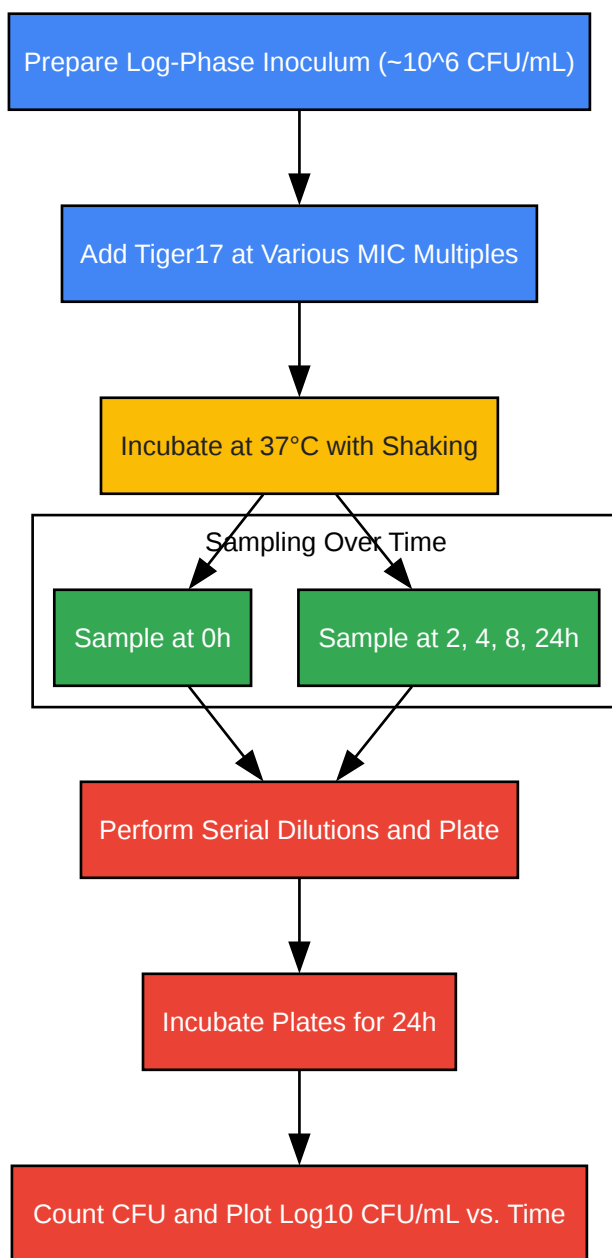 Prepare Log-Phase Inoculum (~10^6 CFU/mL)
Add Tiger17 at Various MIC Multiples
Incubate at 37°C with Shaking
Sampling Over Time
Sample at 0h
Sample at 2, 4, 8, 24h
Perform Serial Dilutions and Plate
Incubate Plates for 24h
Count CFU and Plot Log10 CFU/mL vs. Time